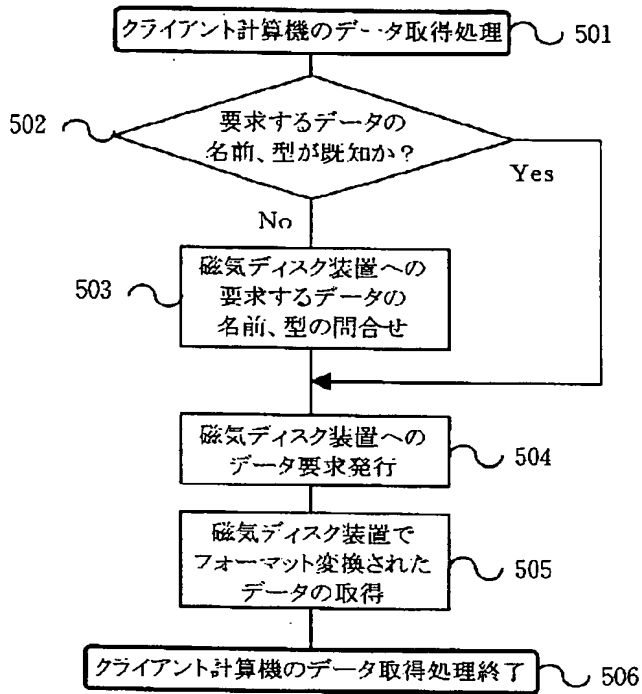 クライアント計算機のデータ取得処理
501
502
要求するデータの
名前、型が既知か?
Yes
No
503
磁気ディスク装置への
要求するデータの
名前、型の問合せ
磁気ディスク装置への
データ要求発行
504
磁気ディスク装置で
フォーマット変換された
データの取得
505
クライアント計算機のデータ取得処理終了
506